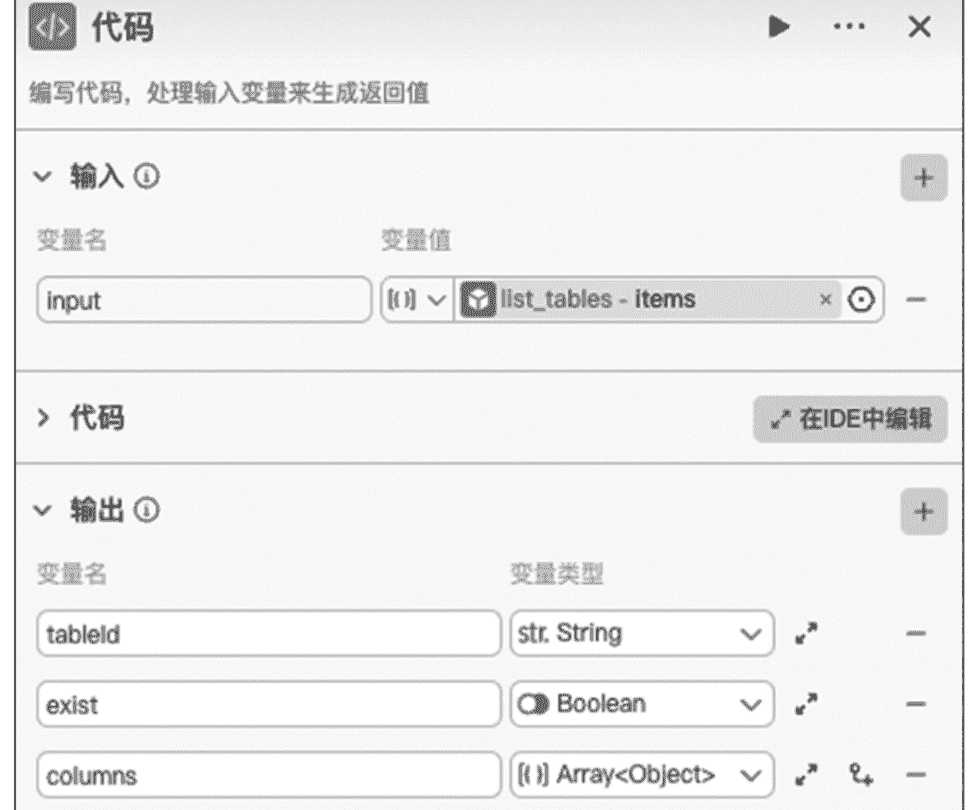 </> 代码
编写代码，处理输入变量来生成返回值
输入
变量名 变量值
input list_tables - items
代码 在IDE中编辑
输出
变量名 变量类型
tableId str. String
exist Boolean
columns [{}] Array<Object>